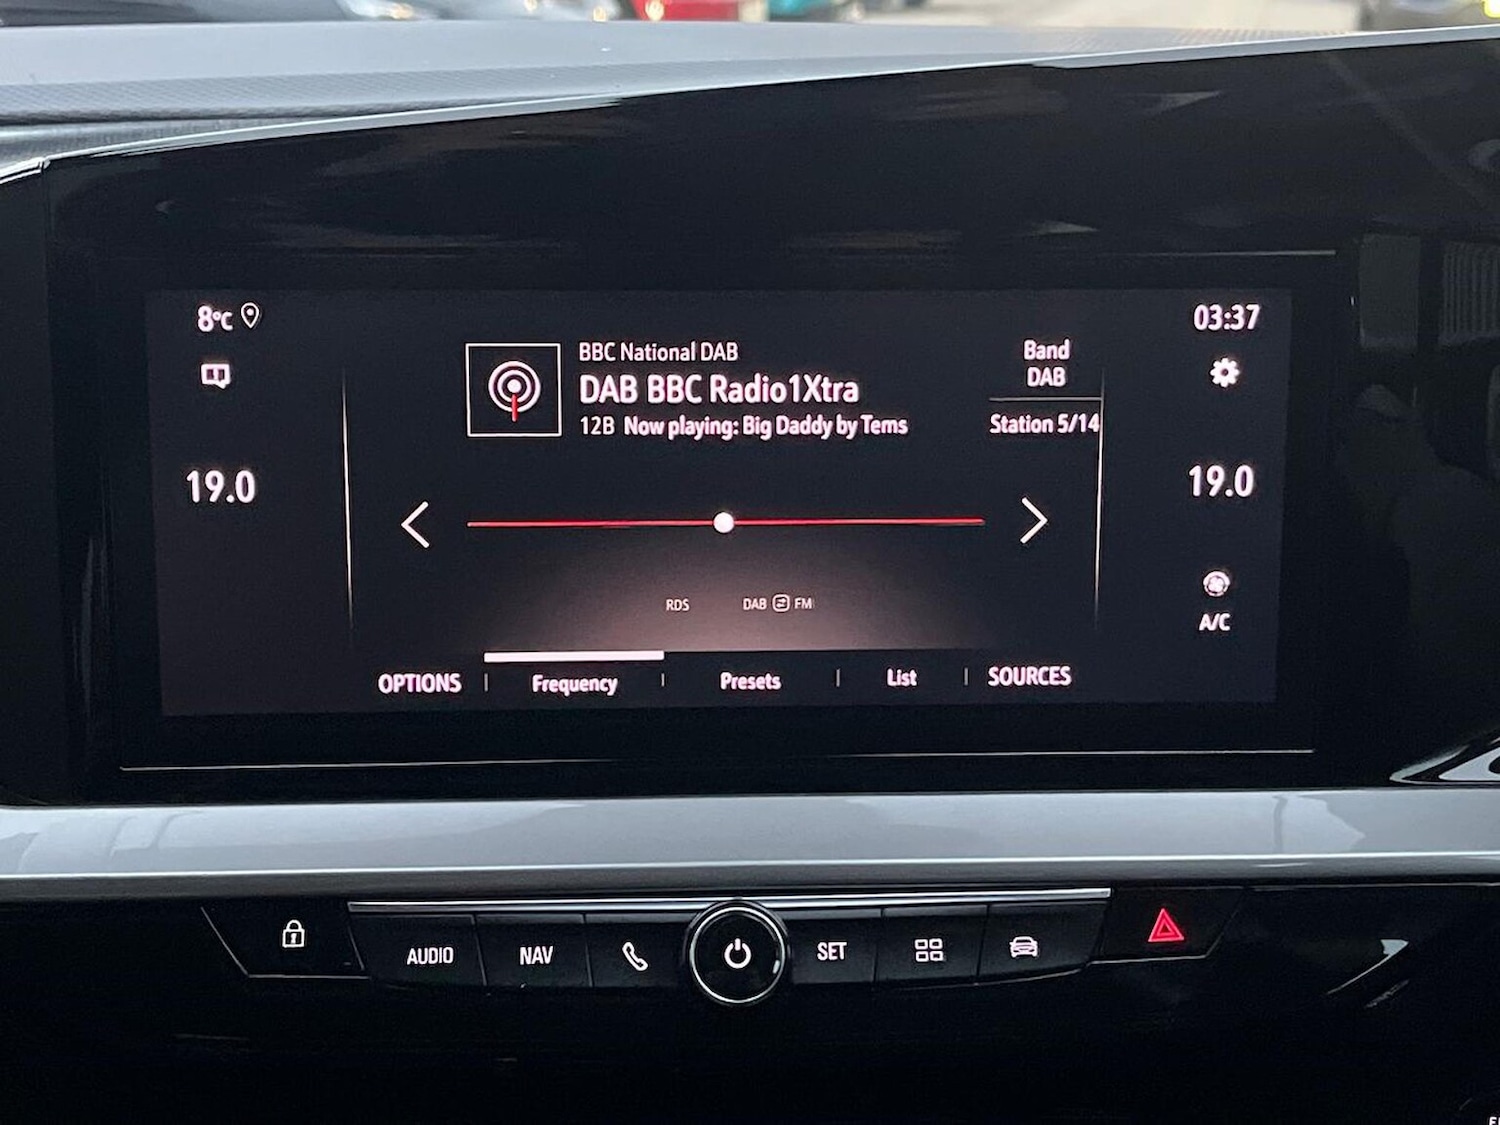 8°C
03:37
BBC National DAB
DAB BBC Radio1Xtra
12B Now playing: Big Daddy by Tems
Band
DAB
Station 5/14
19.0
19.0
RDS
DAB FM
A/C
OPTIONS
Frequency
Presets
List
SOURCES
AUDIO
NAV
SET